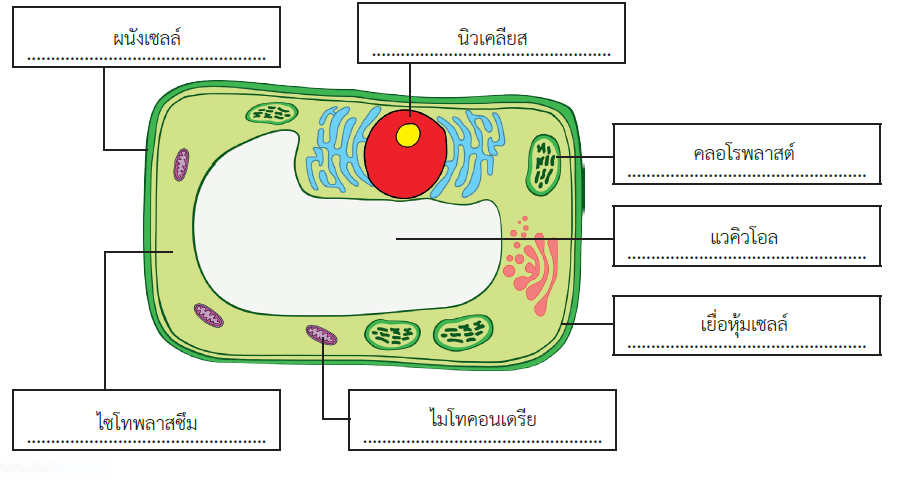 ผนังเซลล์
นิวเคลียส
คลอโรพลาสต์
แวคิวโอล
เยื่อหุ้มเซลล์
ไซโทพลาสซึม
ไมโทคอนเดรีย